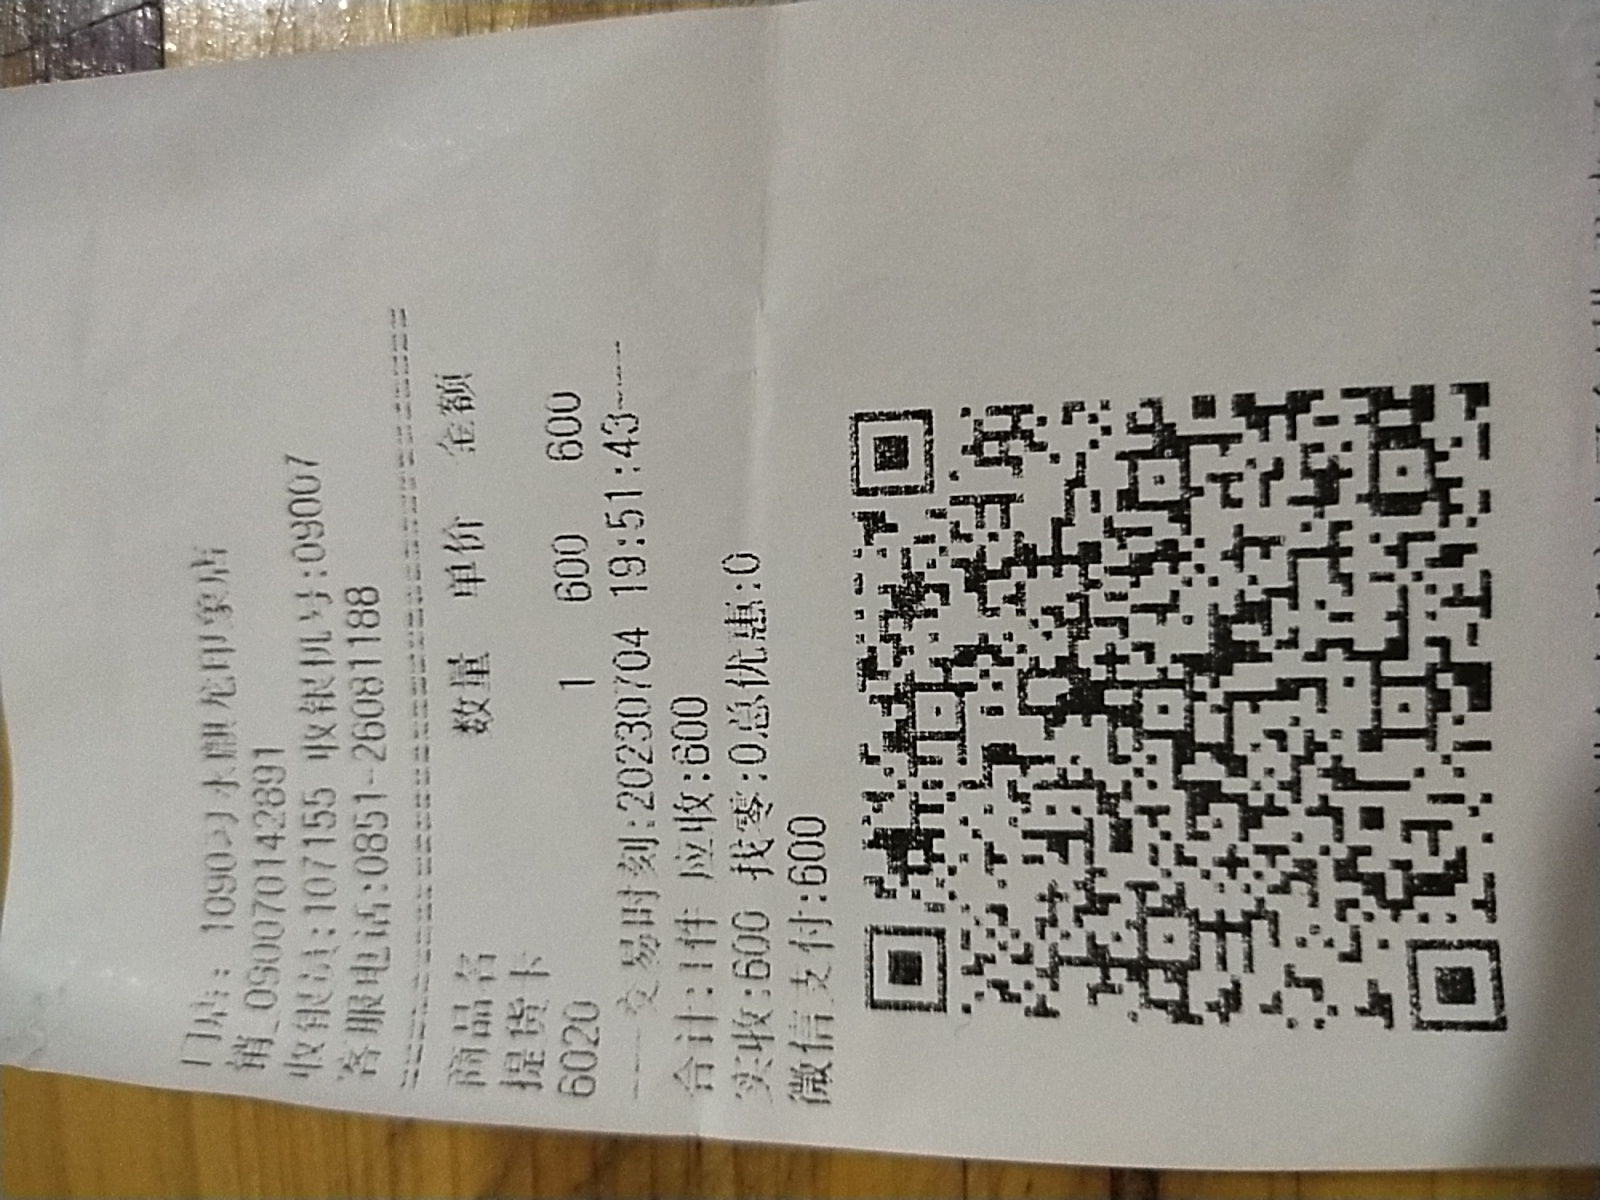 门店: 1090习水麒龙印象店
销_090070142891
收银员:107155 收银机号:09007
客服电话:0851-26081188
商品名 数量 单价 金额
提货卡
6020 1 600 600
----交易时刻:20230704 19:51:43----
合计:1件 应收:600
实收:600 找零:0总优惠:0
微信支付:600